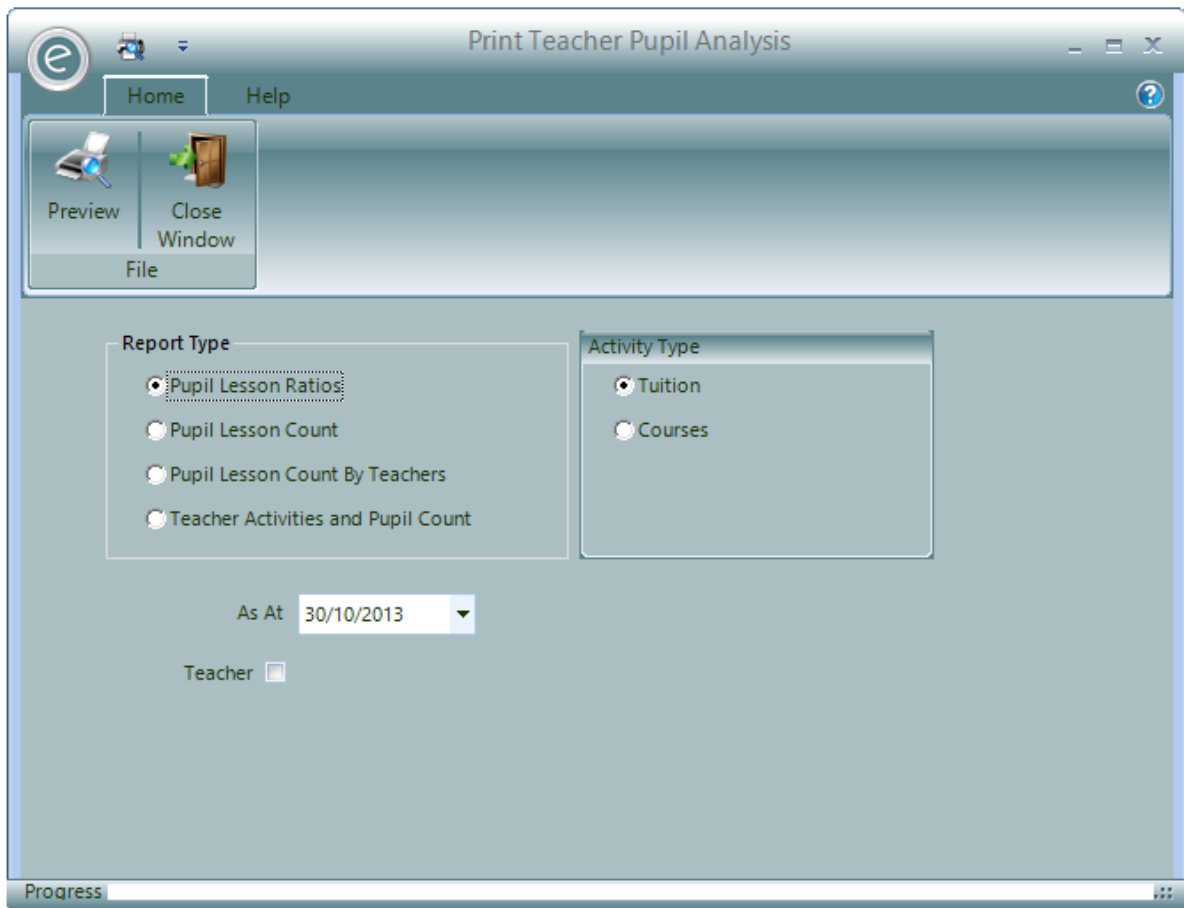 e
Print Teacher Pupil Analysis
Home Help
?
Preview
Close
Window
File
Report Type
Pupil Lesson Ratios
Pupil Lesson Count
Pupil Lesson Count By Teachers
Teacher Activities and Pupil Count
Activity Type
Tuition
Courses
As At 30/10/2013
Teacher
Progress